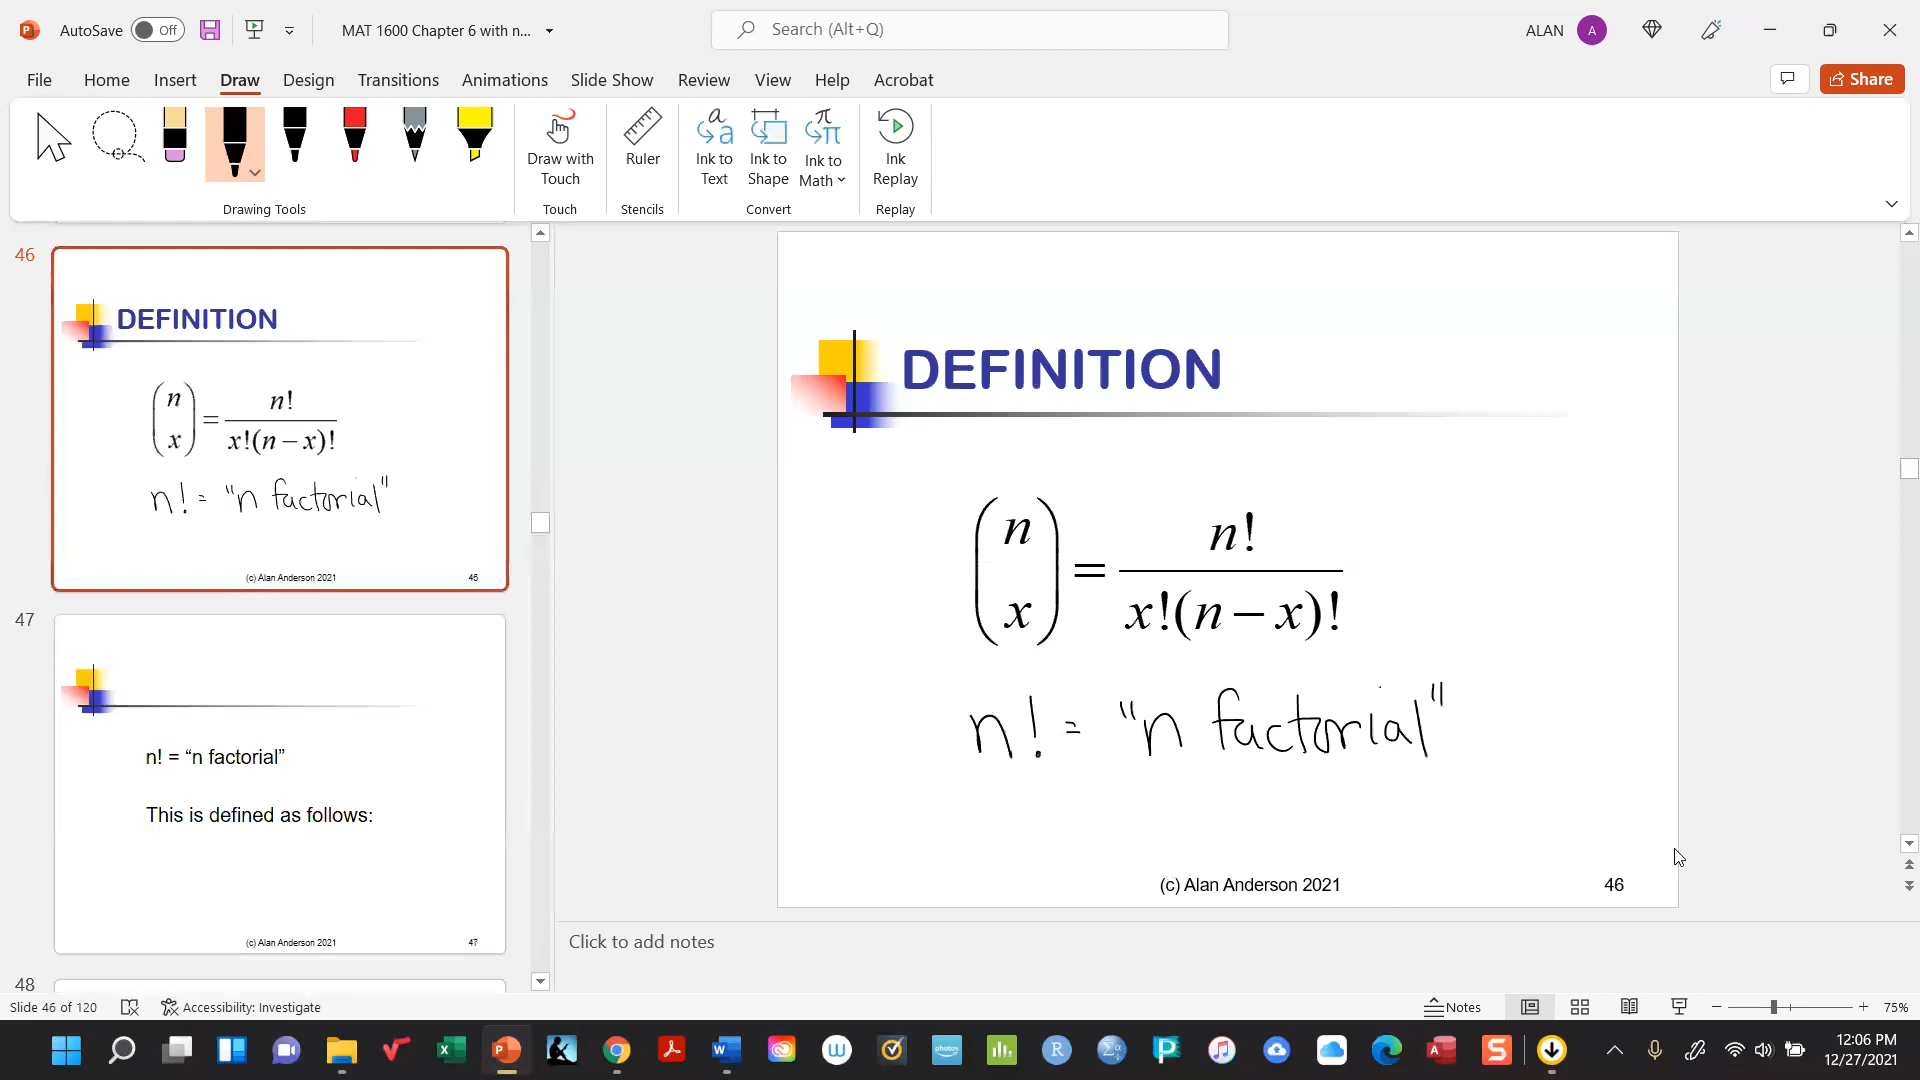 AutoSave Off MAT 1600 Chapter 6 with n... Search (Alt+Q) ALAN A
File Home Insert Draw Design Transitions Animations Slide Show Review View Help Acrobat Share
Draw with Touch Ruler Ink to Text Ink to Shape Ink to Math Ink Replay
Drawing Tools Touch Stencils Convert Replay
46
DEFINITION
(n x) = n! / x!(n − x)!
n! = "n factorial"
(c) Alan Anderson 2021 46
47
n! = “n factorial”
This is defined as follows:
(c) Alan Anderson 2021 47
48
DEFINITION
(n x) = n! / x!(n − x)!
n! = "n factorial"
(c) Alan Anderson 2021 46
Click to add notes
Slide 46 of 120 Accessibility: Investigate Notes 75%
12:06 PM
12/27/2021